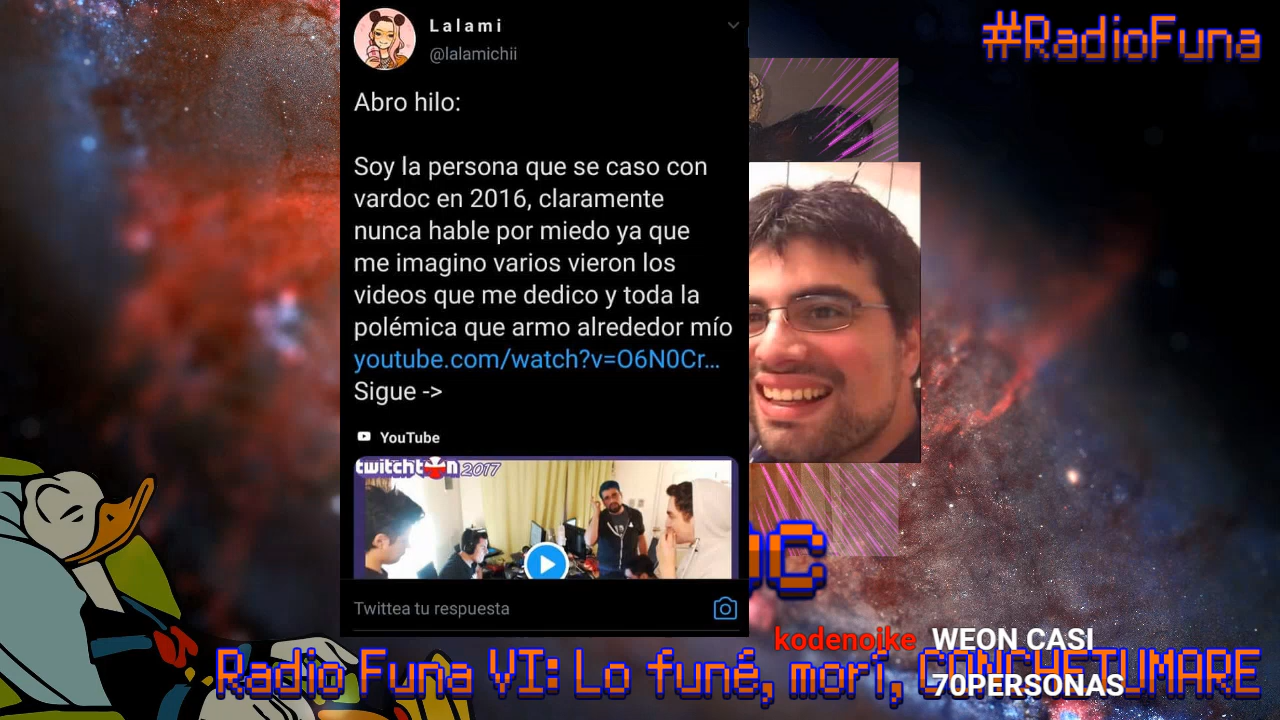 #RadioFuna
Lalami
@lalamichii
Abro hilo:
Soy la persona que se caso con
vardoc en 2016, claramente
nunca hable por miedo ya que
me imagino varios vieron los
videos que me dedico y toda la
polémica que armo alrededor mío
youtube.com/watch?v=O6N0Cr...
Sigue ->
YouTube
twitchton 2017
Twittea tu respuesta
OC
kodenoike WEON CASI
70PERSONAS
Radio Funa VI: Lo funé, morí, CONCHETUMARE